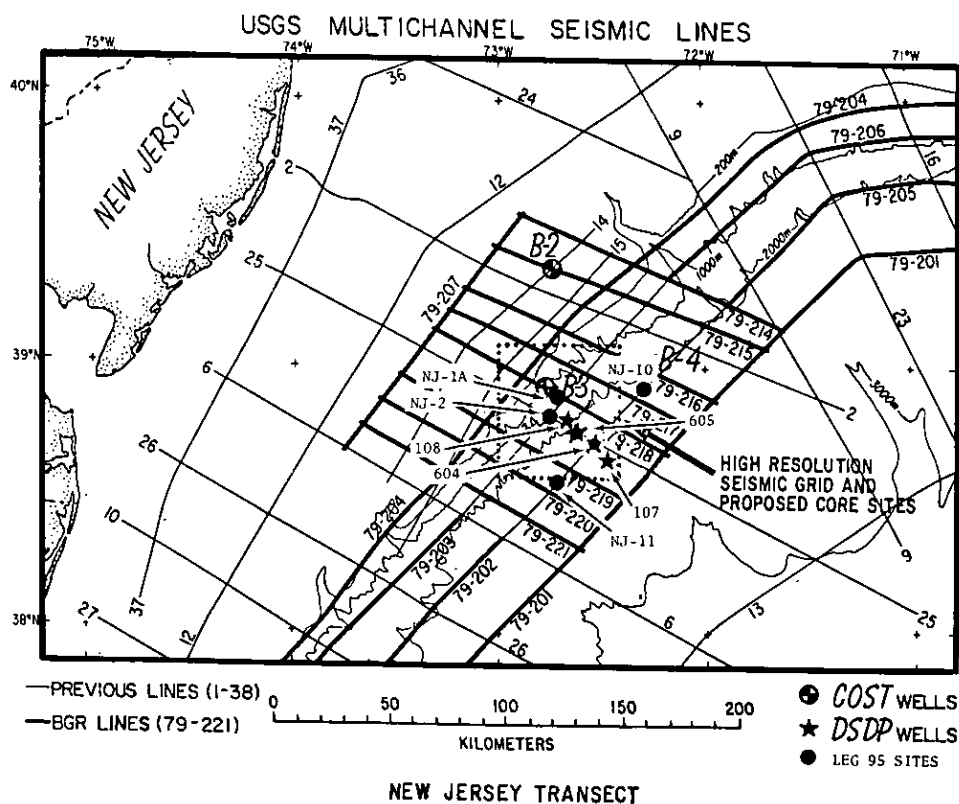 USGS MULTICHANNEL SEISMIC LINES
75°W
74°W
73°W
72°W
71°W
40°N
39°N
38°N
NEW JERSEY
36
37
24
12
2
9
200m
79-204
79-206
16
79-205
2000m
1000m
79-201
14
15
B-2
25
79-207
79-214
79-215
23
3000m
NJ-10
79-216
NJ-1A
B3
6
NJ-2
605
2
108
79-218
604
HIGH RESOLUTION
SEISMIC GRID AND
PROPOSED CORE SITES
26
79-219
107
79-220
79-204
79-221
NJ-11
10
79-203
79-202
79-201
9
13
37
12
27
26
6
25
PREVIOUS LINES (1-38)
BGR LINES (79-221)
0 50 100 150 200
KILOMETERS
COST WELLS
DSDP WELLS
LEG 95 SITES
NEW JERSEY TRANSECT